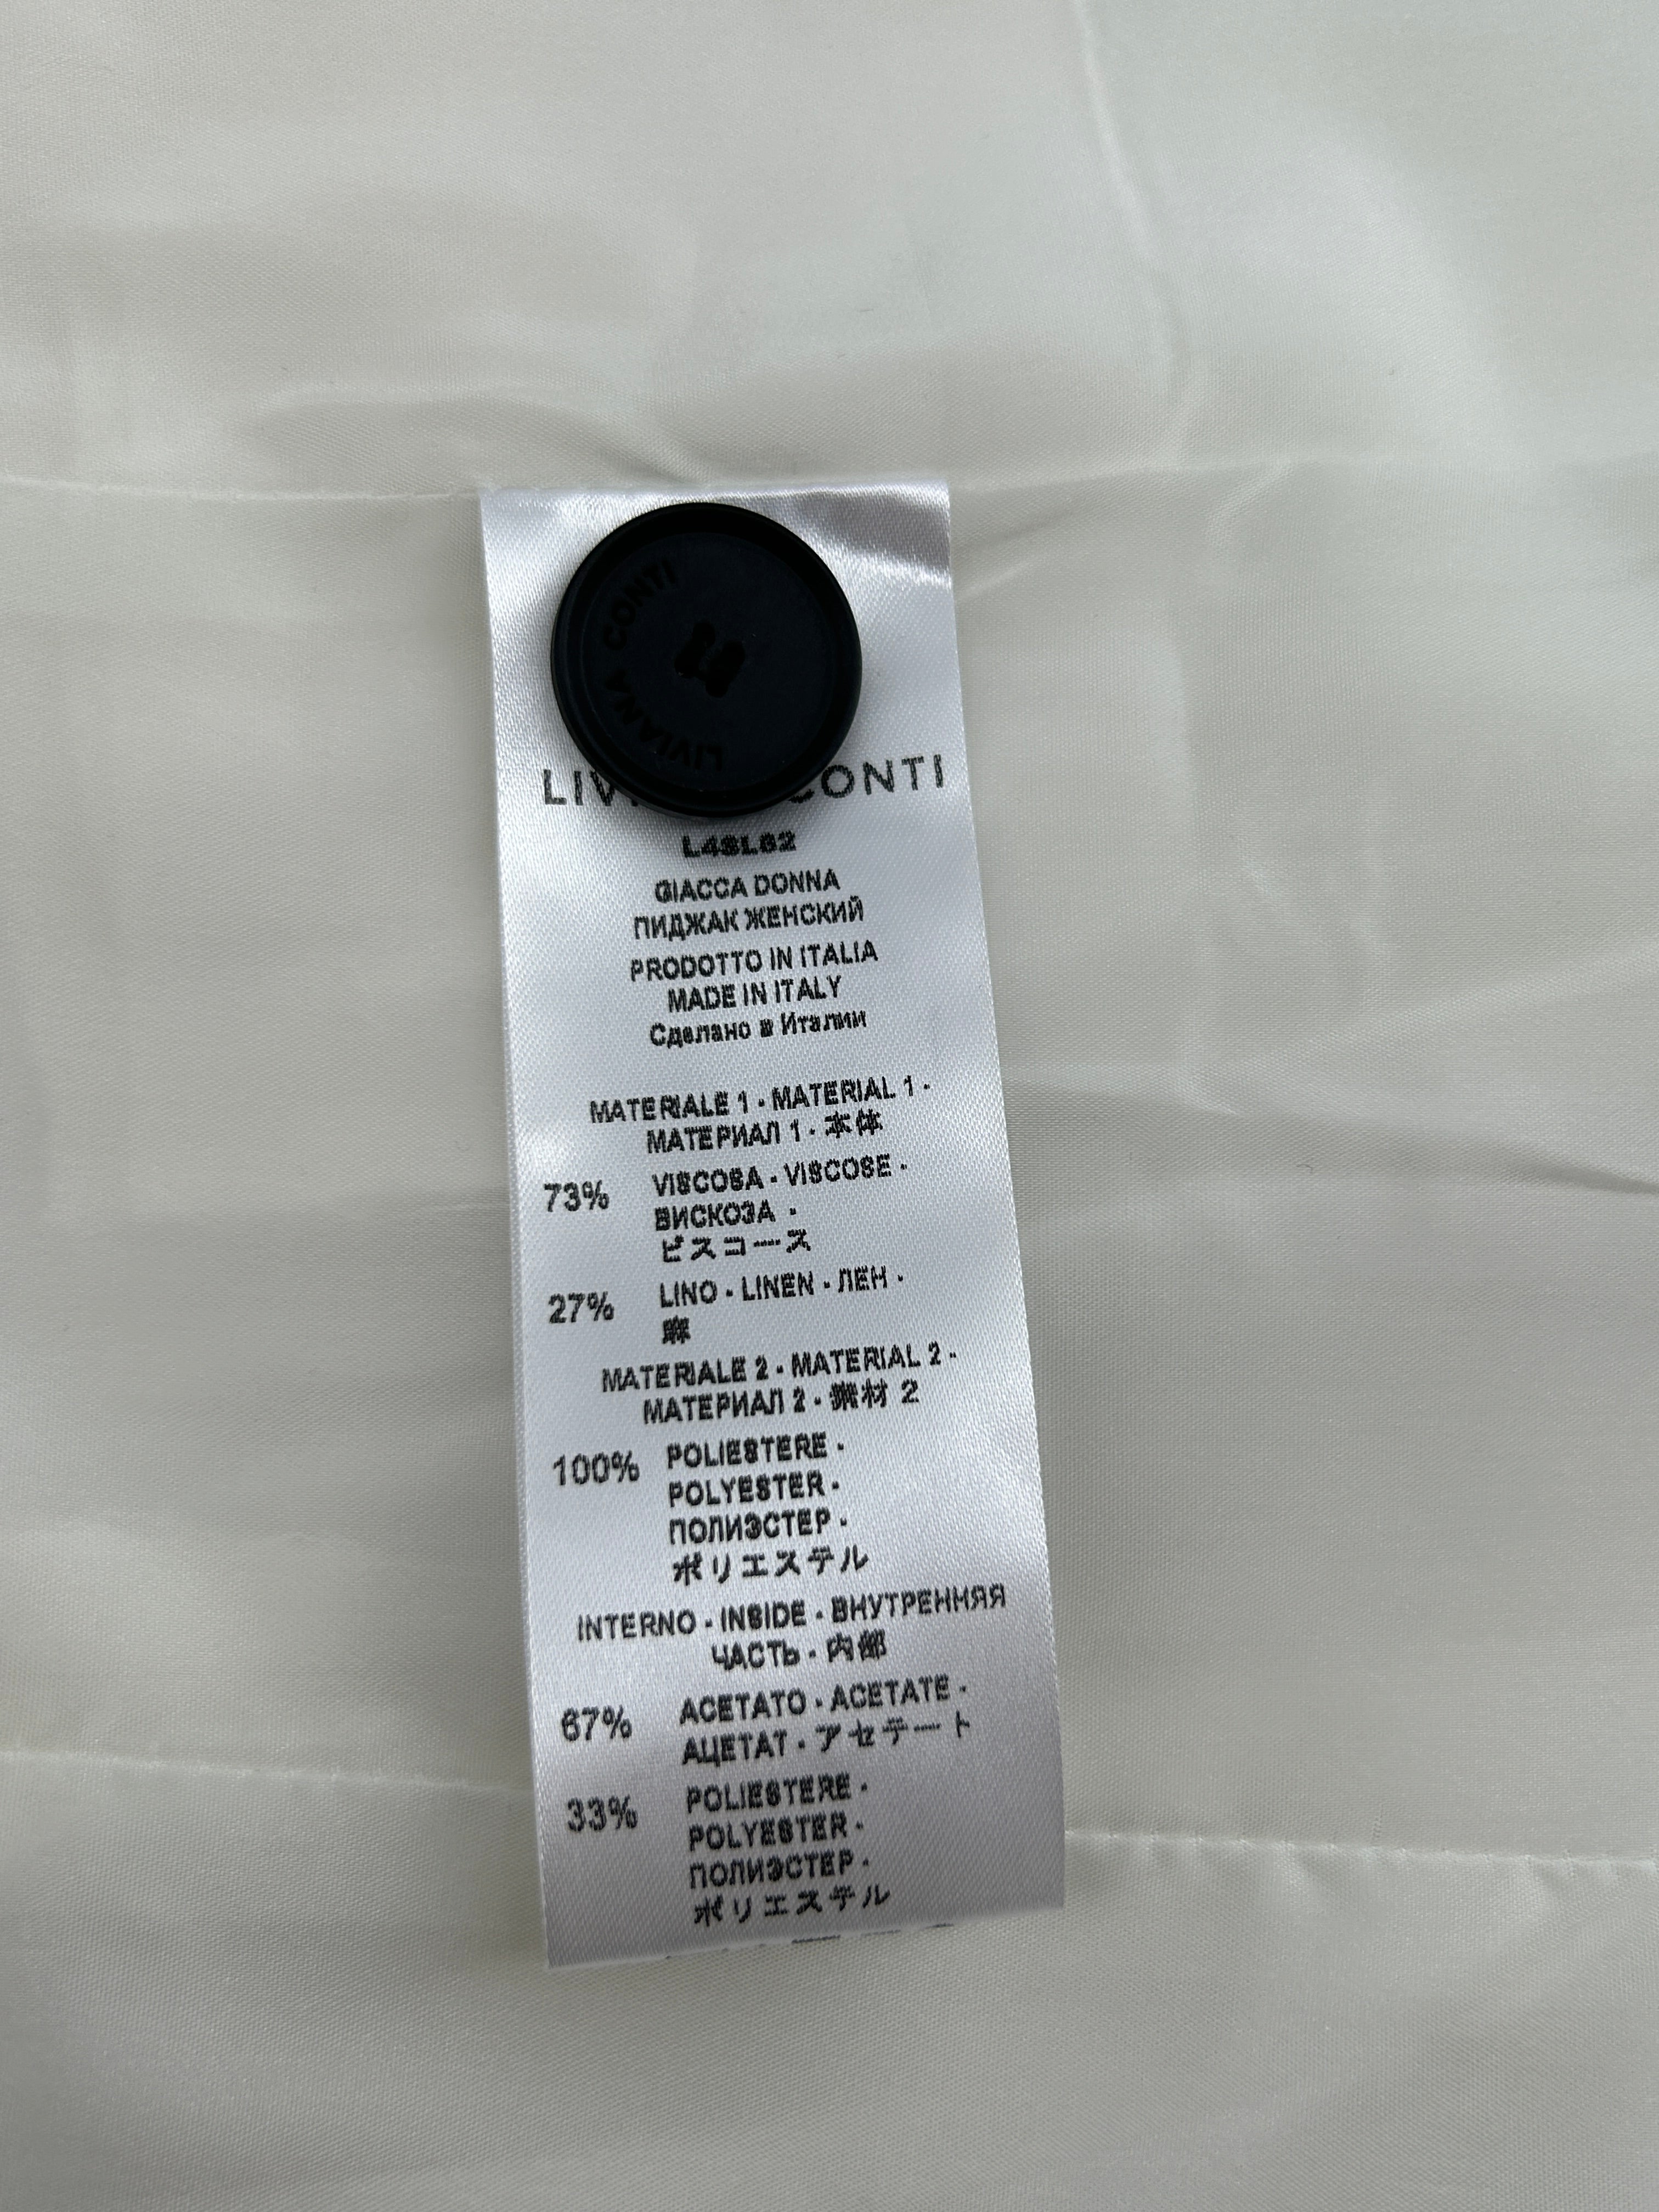 LIVIANA CONTI
CONTI
L4SL62
GIACCA DONNA
ПИДЖАК ЖЕНСКИЙ
PRODOTTO IN ITALIA
MADE IN ITALY
Сделано в Италии
MATERIALE 1 - MATERIAL 1 -
МАТЕРИАЛ 1 - 本体
73% VISCOSA - VISCOSE -
ВИСКОЗА -
ビスコース
27% LINO - LINEN - ЛЕН -
麻
MATERIALE 2 - MATERIAL 2 -
МАТЕРИАЛ 2 - 素材 2
100% POLIESTERE -
POLYESTER -
ПОЛИЭСТЕР -
ポリエステル
INTERNO - INSIDE - ВНУТРЕННЯЯ
ЧАСТЬ - 内部
67% ACETATO - ACETATE -
АЦЕТАТ - アセテート
33% POLIESTERE -
POLYESTER -
ПОЛИЭСТЕР -
ポリエステル